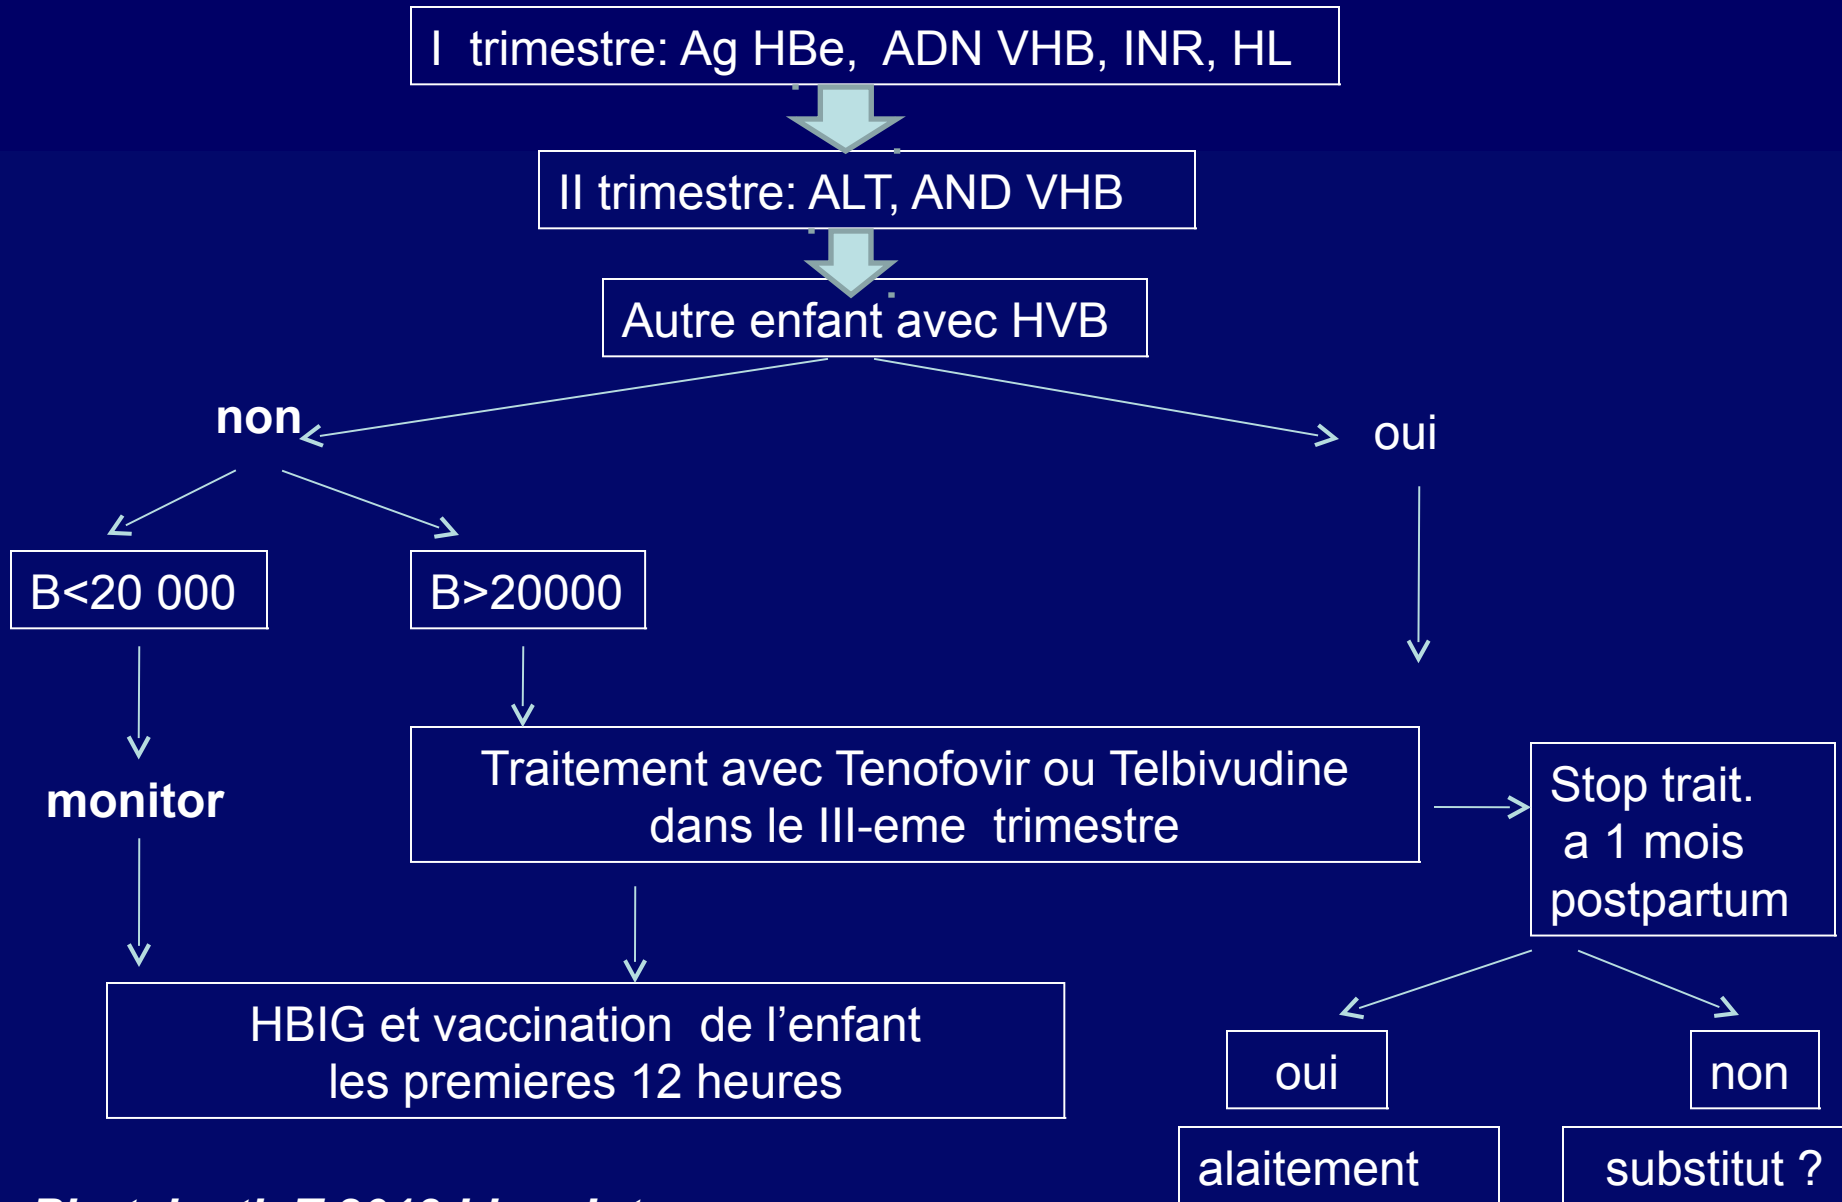 I trimestre: Ag HBe, ADN VHB, INR, HL
II trimestre: ALT, AND VHB
Autre enfant avec HVB
non
oui
B<20 000
B>20000
monitor
Traitement avec Tenofovir ou Telbivudine
dans le III-eme trimestre
Stop trait.
a 1 mois
postpartum
HBIG et vaccination de l’enfant
les premieres 12 heures
oui
non
alaitement
substitut ?